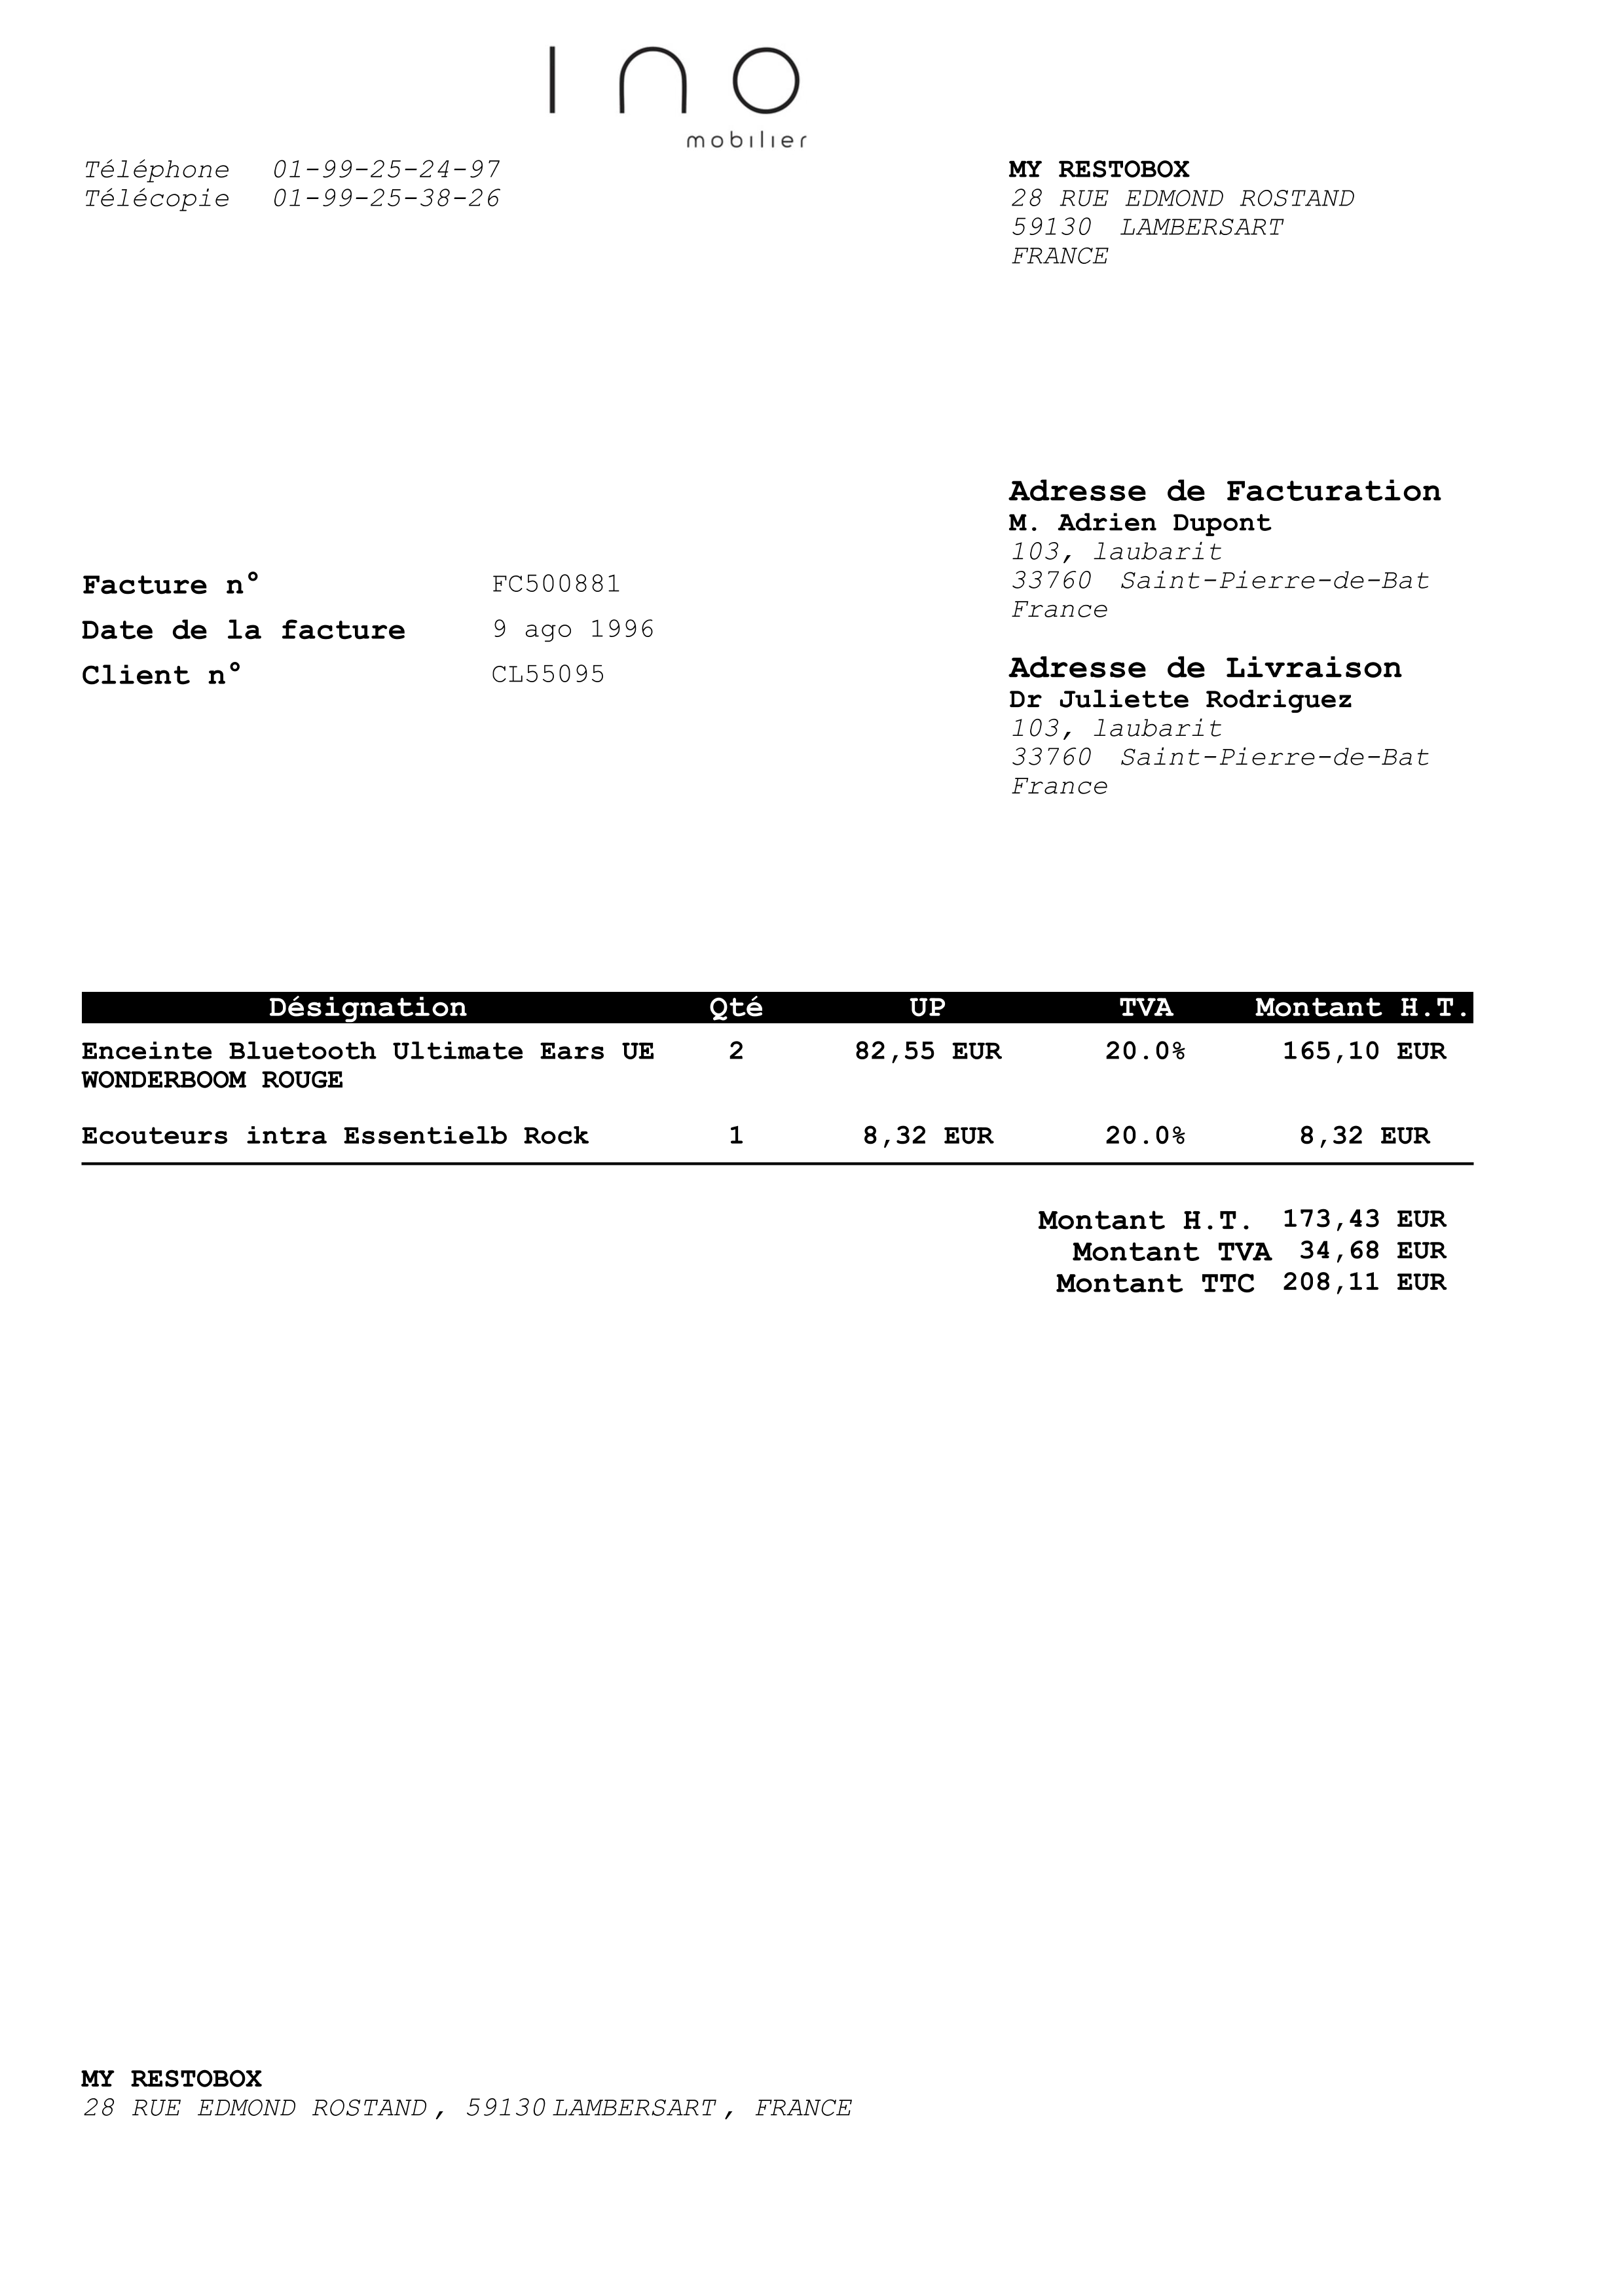 Ino
mobilier
Téléphone 01-99-25-24-97
Télécopie 01-99-25-38-26
MY RESTOBOX
28 RUE EDMOND ROSTAND
59130 LAMBERSART
FRANCE
Adresse de Facturation
M. Adrien Dupont
103, laubarit
33760 Saint-Pierre-de-Bat
France
Facture n° FC500881
Date de la facture 9 ago 1996
Client n° CL55095
Adresse de Livraison
Dr Juliette Rodriguez
103, laubarit
33760 Saint-Pierre-de-Bat
France
Désignation Qté UP TVA Montant H.T.
Enceinte Bluetooth Ultimate Ears UE 2 82,55 EUR 20.0% 165,10 EUR
WONDERBOOM ROUGE
Ecouteurs intra Essentielb Rock 1 8,32 EUR 20.0% 8,32 EUR
Montant H.T. 173,43 EUR
Montant TVA 34,68 EUR
Montant TTC 208,11 EUR
MY RESTOBOX
28 RUE EDMOND ROSTAND , 59130 LAMBERSART , FRANCE